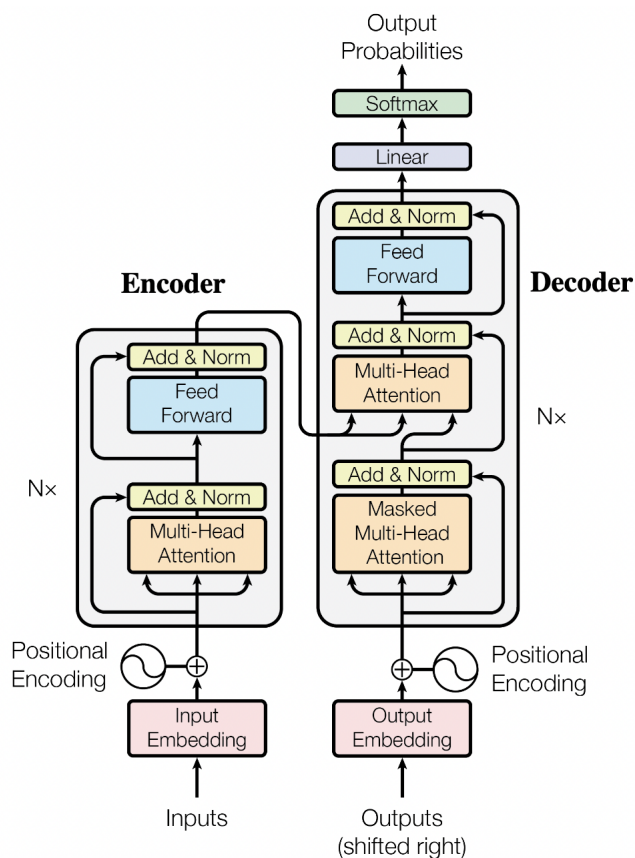 Output
Probabilities
Softmax
Linear
Add & Norm
Feed
Forward
Add & Norm
Multi-Head
Attention
Add & Norm
Masked
Multi-Head
Attention
Decoder
N×
Encoder
Add & Norm
Feed
Forward
Add & Norm
Multi-Head
Attention
N×
Positional
Encoding
Input
Embedding
Inputs
Positional
Encoding
Output
Embedding
Outputs
(shifted right)